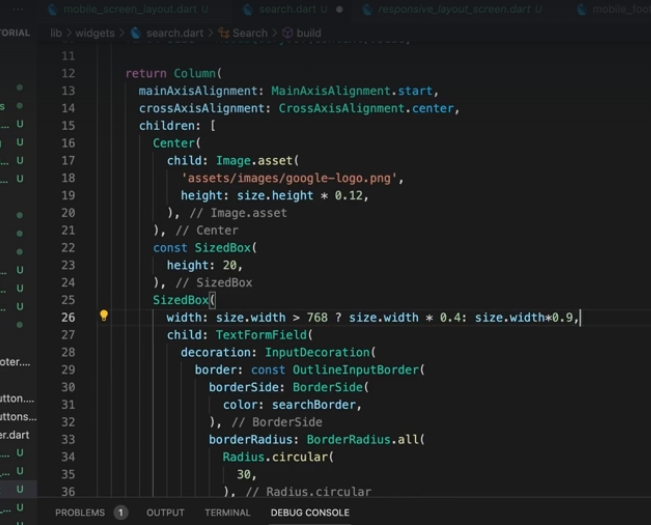 mobile_screen_layout.dart U
search.dart U
responsive_layout_screen.dart U
TORIAL
lib > widgets > search.dart > Search > build
11
12 return Column(
13 mainAxisAlignment: MainAxisAlignment.start,
14 crossAxisAlignment: CrossAxisAlignment.center,
15 children: [
16 Center(
17 child: Image.asset(
18 'assets/images/google-logo.png',
19 height: size.height * 0.12,
20 ), // Image.asset
21 ), // Center
22 const SizedBox(
23 height: 20,
24 ), // SizedBox
25 SizedBox(
26 width: size.width > 768 ? size.width * 0.4: size.width*0.9,
27 child: TextFormField(
28 decoration: InputDecoration(
29 border: const OutlineInputBorder(
30 borderSide: BorderSide(
31 color: searchBorder,
32 ), // BorderSide
33 borderRadius: BorderRadius.all(
34 Radius.circular(
35 30,
36 ), // Radius.circular
oter....
utton....
uttons...
er.dart
PROBLEMS 1 OUTPUT TERMINAL DEBUG CONSOLE